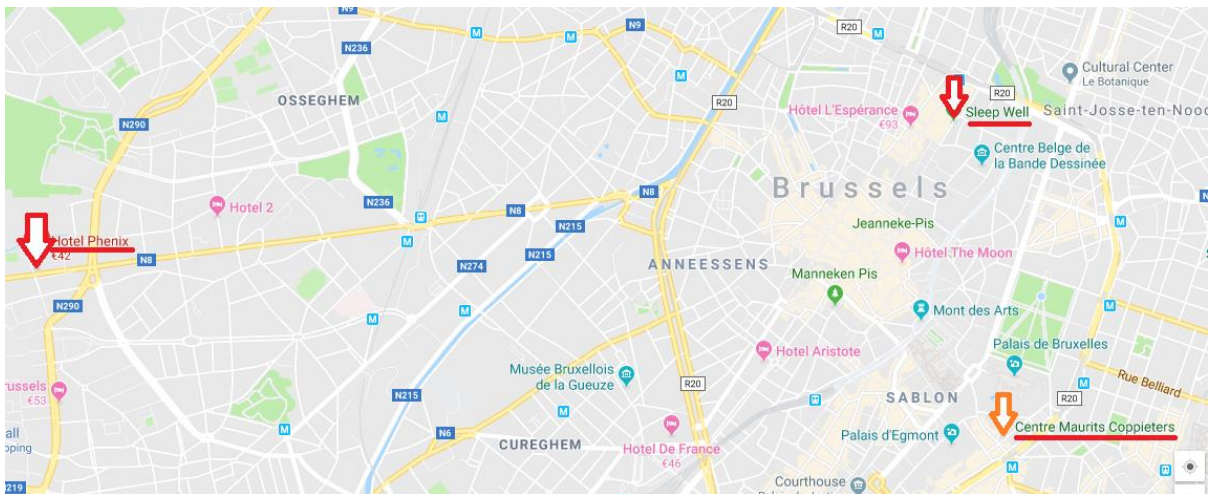 N9
N9
R20
N236
OSSEGHEM
N290
Hôtel L'Espérance
€93
R20
Sleep Well
R20
Cultural Center
Le Botanique
Saint-Josse-ten-Nood
Centre Belge de
la Bande Dessinée
Brussels
Hotel 2
N236
N8
N8
N215
Hotel Phenix
€42
N8
N215
N274
ANNEESSENS
Jeanneke-Pis
Hôtel The Moon
Manneken Pis
Mont des Arts
N290
Palais de Bruxelles
Hotel Aristote
Musée Bruxellois
de la Gueuze
R20
Rue Belliard
russels
€53
N215
SABLON
R20
all
pping
N6
CUREGHEM
Hotel De France
€46
Palais d'Egmont
Centre Maurits Coppieters
Courthouse
219